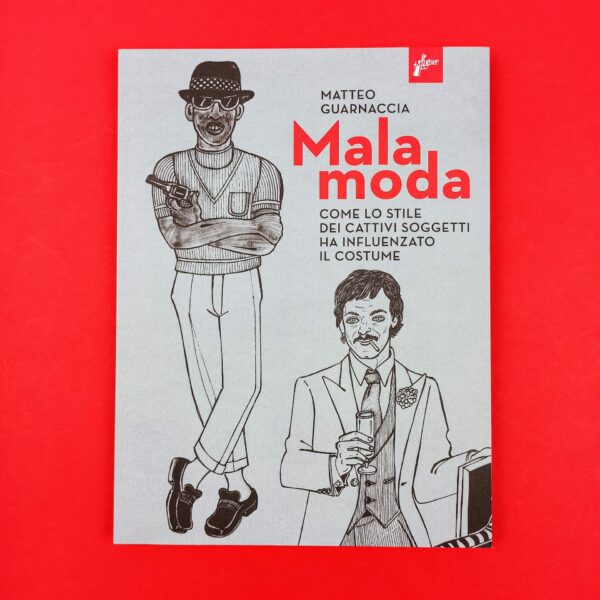 MATTEO
GUARNACCIA
Mala
moda
COME LO STILE
DEI CATTIVI SOGGETTI
HA INFLUENZATO
IL COSTUME